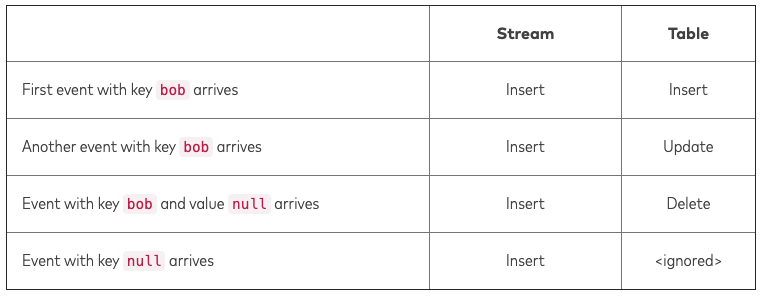 Stream Table
First event with key bob arrives Insert Insert
Another event with key bob arrives Insert Update
Event with key bob and value null arrives Insert Delete
Event with key null arrives Insert <ignored>